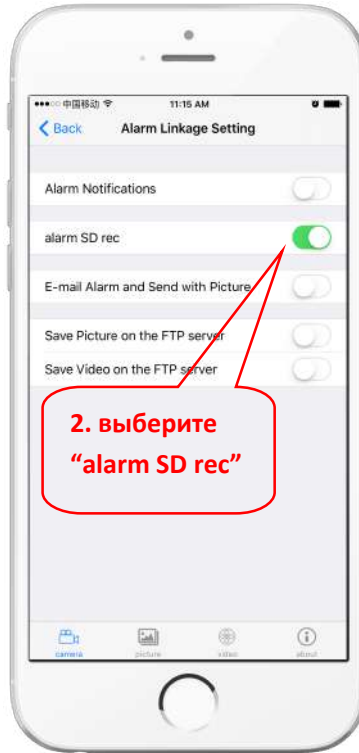 中国移动 11:15 AM
Back Alarm Linkage Setting
Alarm Notifications
alarm SD rec
E-mail Alarm and Send with Picture
Save Picture on the FTP server
Save Video on the FTP server
2. выберите
“alarm SD rec”
camera picture video about